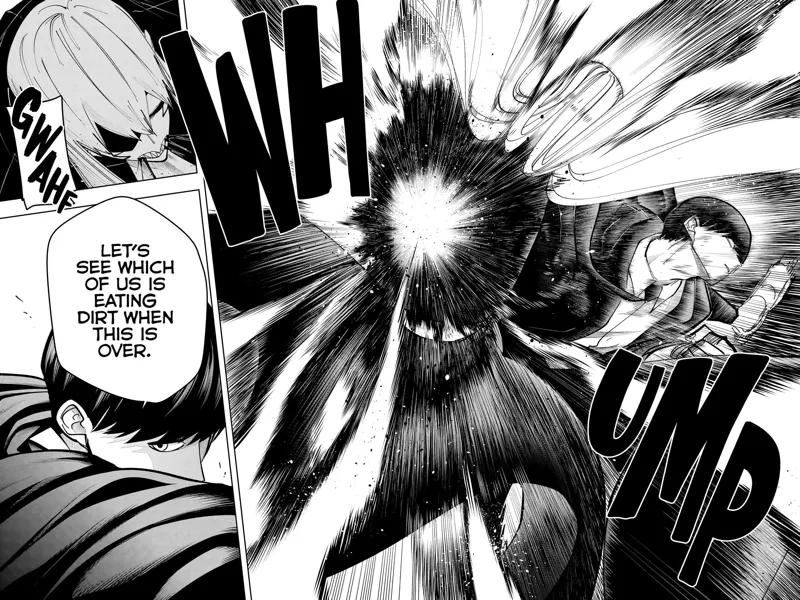 WH
UMP
GWAHF
LET'S
SEE WHICH
OF US IS
EATING
DIRT WHEN
THIS IS
OVER.